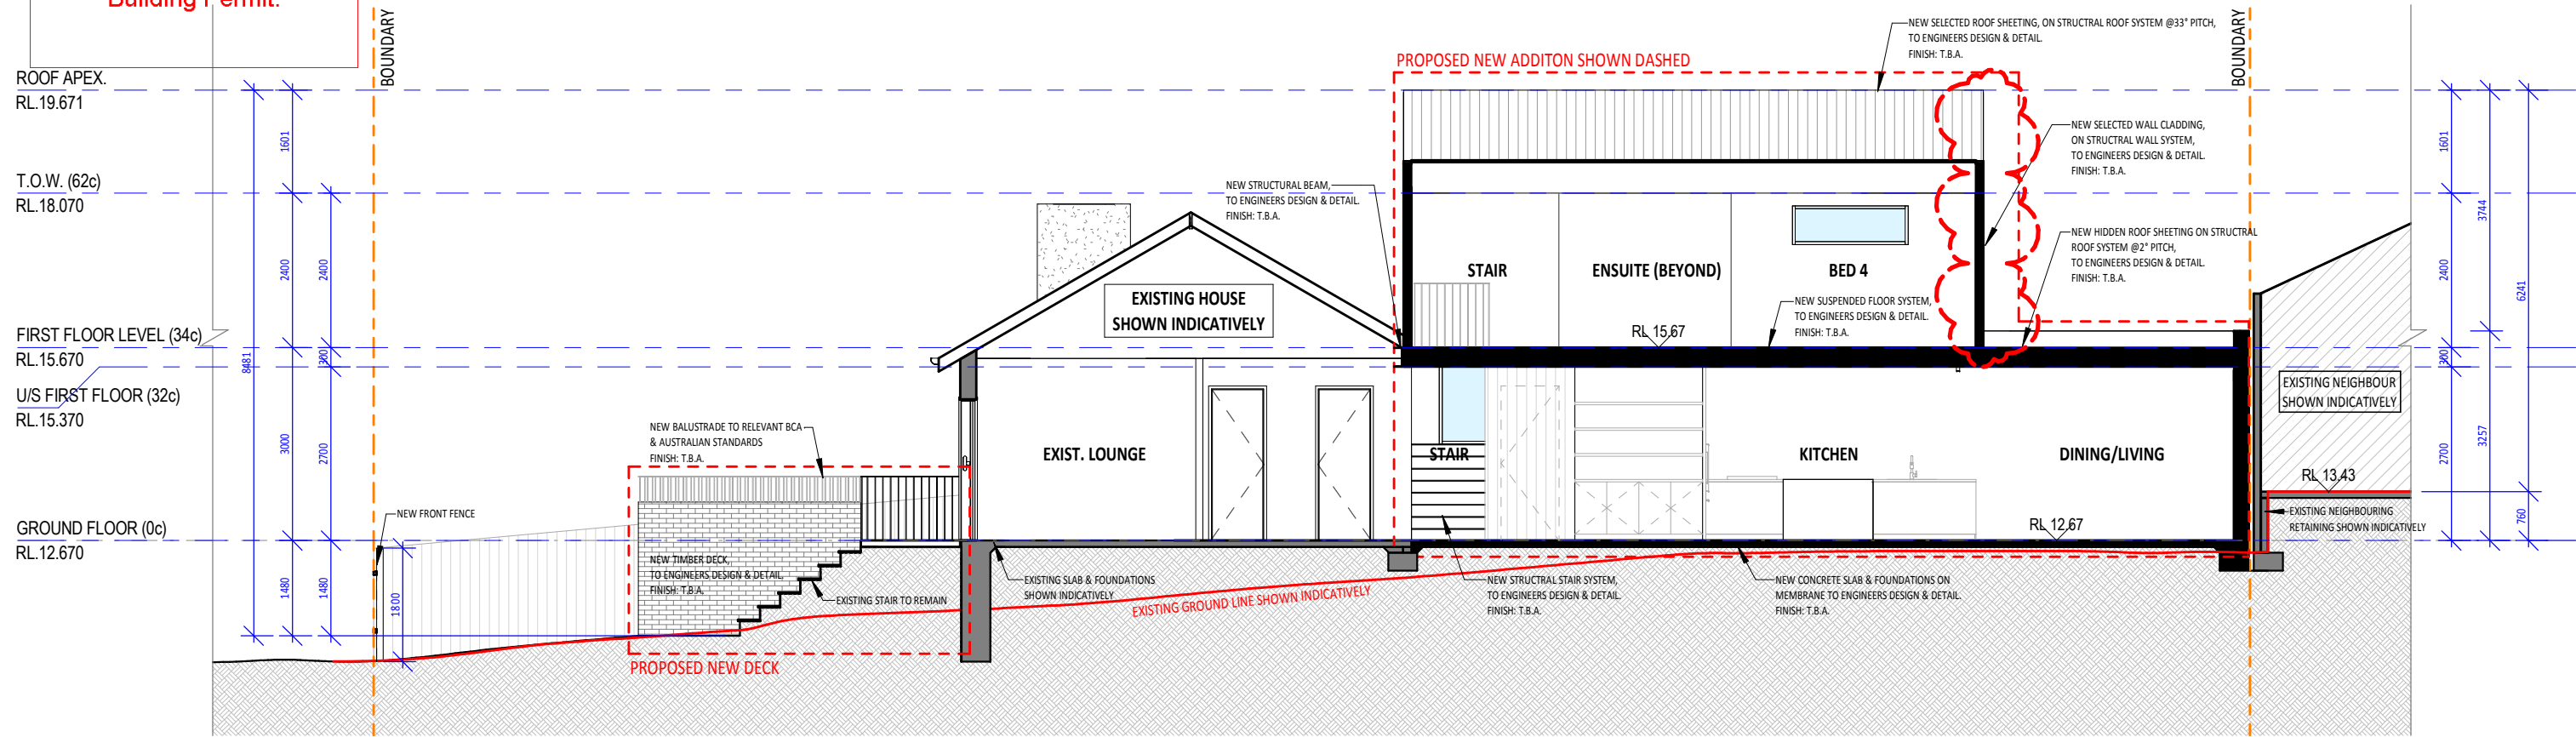 Building Permit.
BOUNDARY
BOUNDARY
ROOF APEX.
RL.19.671
T.O.W. (62c)
RL.18.070
FIRST FLOOR LEVEL (34c)
RL.15.670
U/S FIRST FLOOR (32c)
RL.15.370
GROUND FLOOR (0c)
RL.12.670
8481
1601
2400
3000
1480
2400
300
2700
1480
1800
NEW FRONT FENCE
NEW BALUSTRADE TO RELEVANT BCA
& AUSTRALIAN STANDARDS
FINISH: T.B.A.
NEW TIMBER DECK,
TO ENGINEERS DESIGN & DETAIL.
FINISH: T.B.A.
EXISTING STAIR TO REMAIN
PROPOSED NEW DECK
EXISTING HOUSE
SHOWN INDICATIVELY
EXIST. LOUNGE
EXISTING SLAB & FOUNDATIONS
SHOWN INDICATIVELY
EXISTING GROUND LINE SHOWN INDICATIVELY
NEW STRUCTURAL BEAM,
TO ENGINEERS DESIGN & DETAIL.
FINISH: T.B.A.
PROPOSED NEW ADDITON SHOWN DASHED
NEW SELECTED ROOF SHEETING, ON STRUCTRAL ROOF SYSTEM @33° PITCH,
TO ENGINEERS DESIGN & DETAIL.
FINISH: T.B.A.
NEW SELECTED WALL CLADDING,
ON STRUCTRAL WALL SYSTEM,
TO ENGINEERS DESIGN & DETAIL.
FINISH: T.B.A.
NEW HIDDEN ROOF SHEETING ON STRUCTRAL
ROOF SYSTEM @2° PITCH,
TO ENGINEERS DESIGN & DETAIL.
FINISH: T.B.A.
STAIR
ENSUITE (BEYOND)
BED 4
NEW SUSPENDED FLOOR SYSTEM,
TO ENGINEERS DESIGN & DETAIL.
FINISH: T.B.A.
RL 15.67
STAIR
KITCHEN
DINING/LIVING
RL 12.67
NEW STRUCTRAL STAIR SYSTEM,
TO ENGINEERS DESIGN & DETAIL.
FINISH: T.B.A.
NEW CONCRETE SLAB & FOUNDATIONS ON
MEMBRANE TO ENGINEERS DESIGN & DETAIL.
FINISH: T.B.A.
EXISTING NEIGHBOUR
SHOWN INDICATIVELY
RL 13.43
EXISTING NEIGHBOURING
RETAINING SHOWN INDICATIVELY
1601
2400
300
2700
3744
3257
6241
760